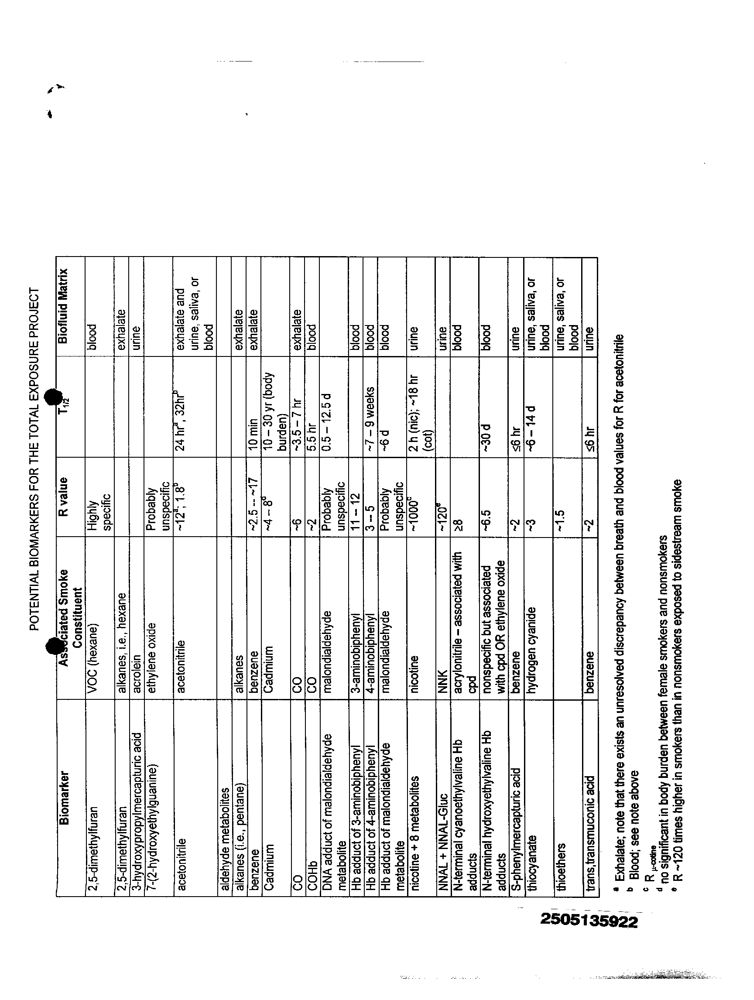 POTENTIAL BIOMARKERS FOR THE TOTAL EXPOSURE PROJECT
Biomarker | Associated Smoke Constituent | R value | T1/2 | Biofluid Matrix
2,5-dimethylfuran | VOC (hexane) | Highly specific | | blood
2,5-dimethylfuran | alkanes, i.e., hexane | | | exhalate
3-hydroxypropylmercapturic acid | acrolein | | | urine
7-(2-hydroxyethylguanine) | ethylene oxide | Probably unspecific | |
acetonitrile | acetonitrile | ~12a; 1.8b | 24 hra, 32hrb | exhalate and urine, saliva, or blood
aldehyde metabolites | | | |
alkanes (i.e., pentane) | alkanes | | | exhalate
benzene | benzene | ~2.5 -- ~17 | 10 min | exhalate
Cadmium | Cadmium | ~4 – 8d | 10 – 30 yr (body burden) |
CO | CO | ~6 | ~3.5 – 7 hr | exhalate
COHb | CO | ~2 | 5.5 hr | blood
DNA adduct of malondialdehyde metabolite | malondialdehyde | Probably unspecific | 0.5 – 12.5 d |
Hb adduct of 3-aminobiphenyl | 3-aminobiphenyl | 11 – 12 | | blood
Hb adduct of 4-aminobiphenyl | 4-aminobiphenyl | 3 – 5 | ~7 – 9 weeks | blood
Hb adduct of malondialdehyde metabolite | malondialdehyde | Probably unspecific | ~6 d | blood
nicotine + 8 metabolites | nicotine | ~1000c | 2 h (nic); ~18 hr (cot) | urine
NNAL + NNAL-Gluc | NNK | ~120e | | urine
N-terminal cyanoethylvaline Hb adducts | acrylonitrile – associated with cpd | ≥8 | | blood
N-terminal hydroxyethylvaline Hb adducts | nonspecific but associated with cpd OR ethylene oxide | ~6.5 | ~30 d | blood
S-phenylmercapturic acid | benzene | ~2 | ≤6 hr | urine
thiocyanate | hydrogen cyanide | ~3 | ~6 – 14 d | urine, saliva, or blood
thioethers | | ~1.5 | | urine, saliva, or blood
trans,transmuconic acid | benzene | ~2 | ≤6 hr | urine
a Exhalate; note that there exists an unresolved discrepancy between breath and blood values for R for acetonitrile
b Blood; see note above
c R
d no significant in body burden between female smokers and nonsmokers
e R ~120 times higher in smokers than in nonsmokers exposed to sidestream smoke
2505135922